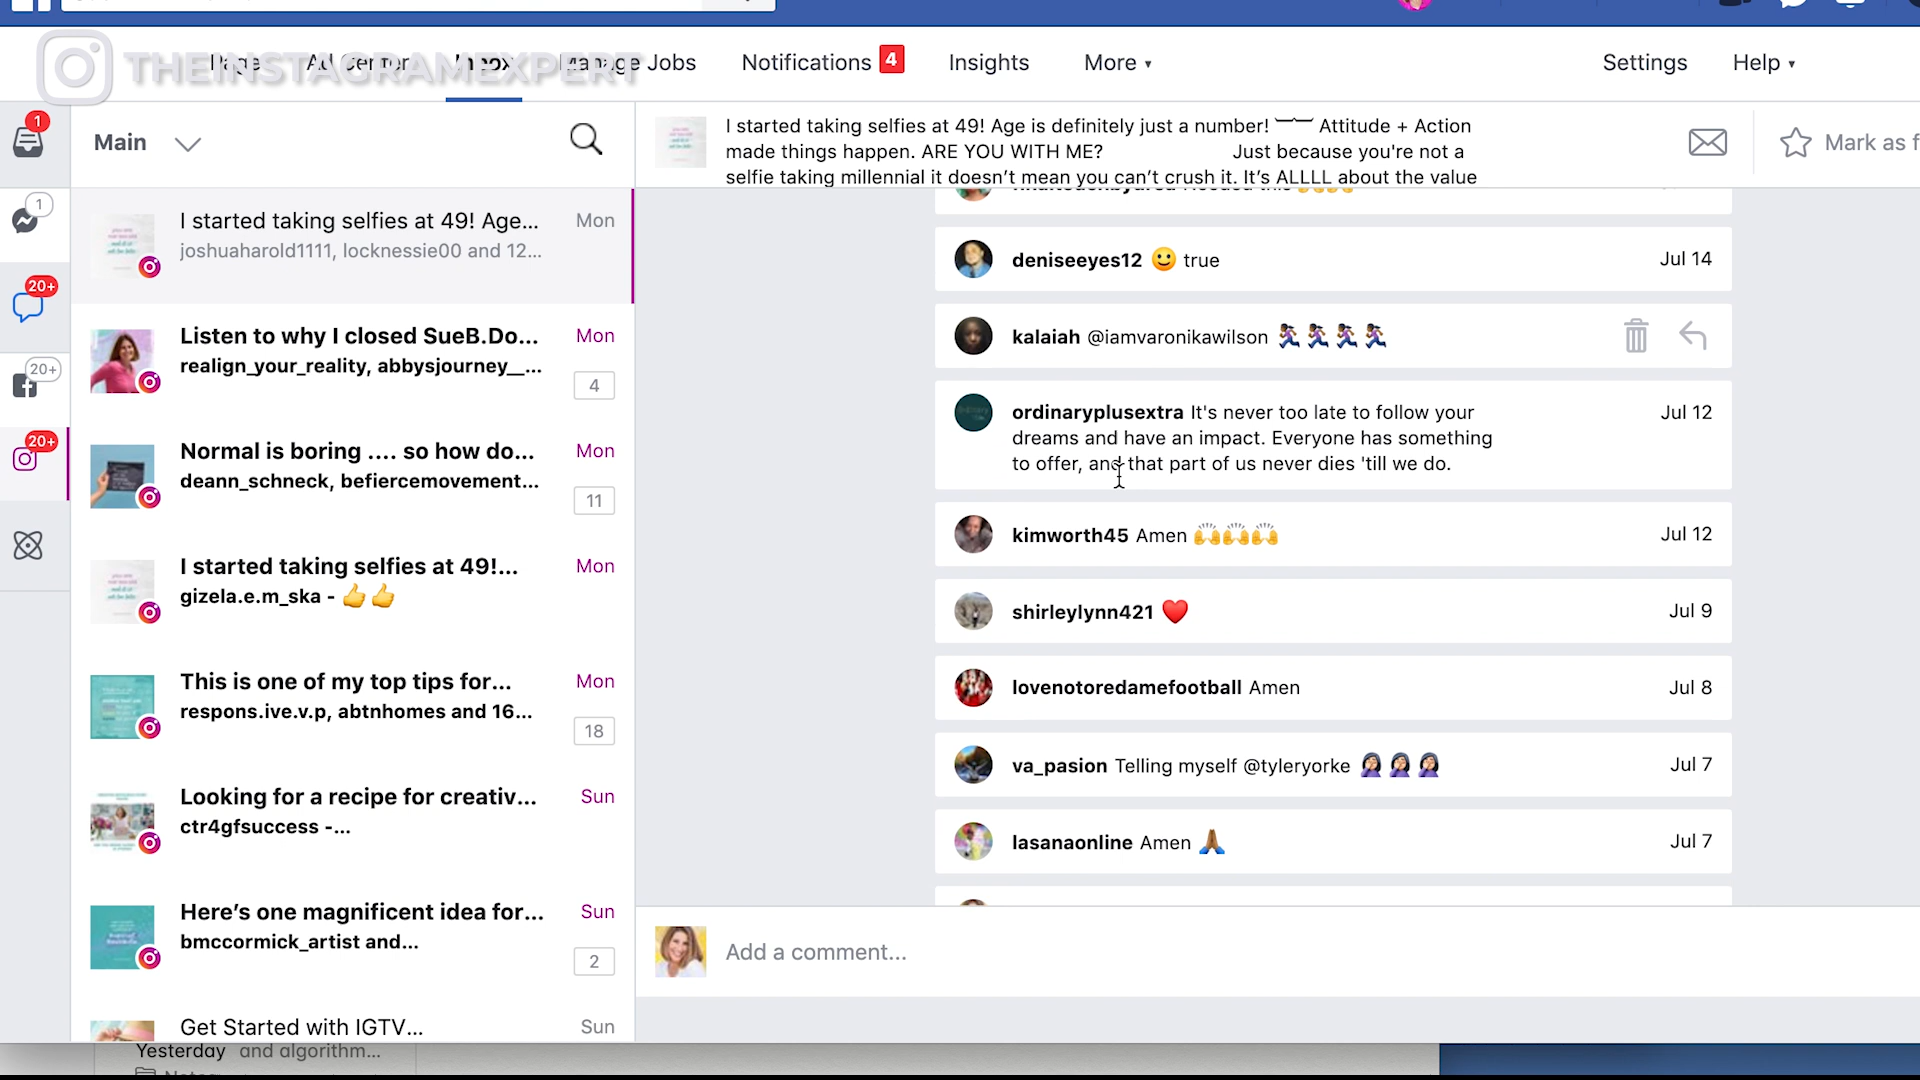 THEINSTAGRAMEXPERT
Page Ad Center Inbox Manage Jobs Notifications 4 Insights More Settings Help
1
Main
I started taking selfies at 49! Age is definitely just a number! Attitude + Action
made things happen. ARE YOU WITH ME? Just because you're not a
selfie taking millennial it doesn't mean you can't crush it. It's ALLLL about the value
Mark as f
1
20+
20+
20+
I started taking selfies at 49! Age... Mon
joshuaharold1111, locknessie00 and 12...
Listen to why I closed SueB.Do... Mon
realign_your_reality, abbysjourney__...
4
Normal is boring .... so how do... Mon
deann_schneck, befiercemovement...
11
I started taking selfies at 49!... Mon
gizela.e.m_ska - 👍👍
This is one of my top tips for... Mon
respons.ive.v.p, abtnhomes and 16...
18
Looking for a recipe for creativ... Sun
ctr4gfsuccess -...
Here's one magnificent idea for... Sun
bmccormick_artist and...
2
Get Started with IGTV... Sun
Yesterday and algorithm...
deniseeyes12 🙂 true Jul 14
kalaiah @iamvaronikawilson 🏃🏾‍♀️🏃🏾‍♀️🏃🏾‍♀️🏃🏾‍♀️
ordinaryplusextra It's never too late to follow your Jul 12
dreams and have an impact. Everyone has something
to offer, and that part of us never dies 'till we do.
kimworth45 Amen 🙌🙌🙌 Jul 12
shirleylynn421 ❤️ Jul 9
lovenotoredamefootball Amen Jul 8
va_pasion Telling myself @tyleryorke 🤦🏽‍♀️🤦🏽‍♀️🤦🏽‍♀️ Jul 7
lasanaonline Amen 🙏🏾 Jul 7
Add a comment...